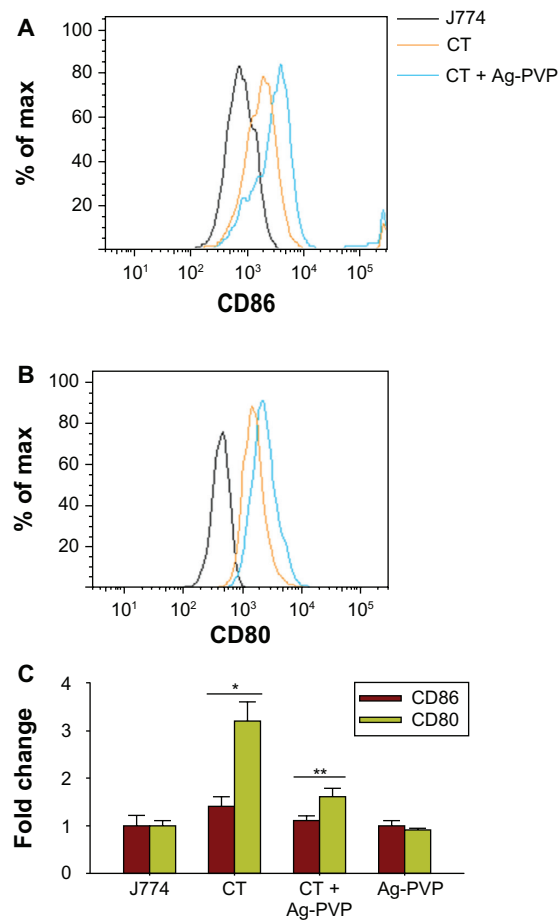 A
J774
CT
CT + Ag-PVP
% of max
100
80
60
40
20
10¹ 10² 10³ 10⁴ 10⁵
CD86
B
% of max
100
80
60
40
20
10¹ 10² 10³ 10⁴ 10⁵
CD80
C
Fold change
4
3
2
1
0
*
**
CD86
CD80
J774 CT CT + Ag-PVP
Ag-PVP